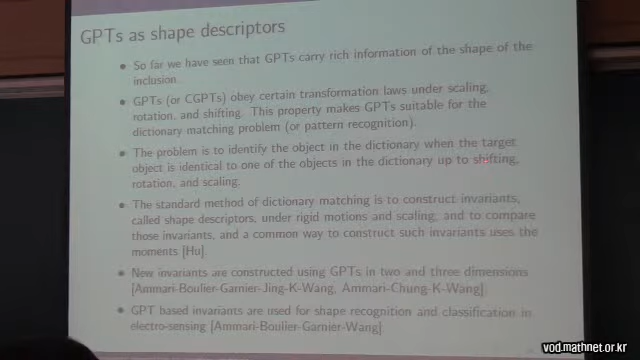 GPTs as shape descriptors
So far we have seen that GPTs carry rich information of the shape of the
inclusion.
GPTs (or CGPTs) obey certain transformation laws under scaling,
rotation, and shifting. This property makes GPTs suitable for the
dictionary matching problem (or pattern recognition).
The problem is to identify the object in the dictionary when the target
object is identical to one of the objects in the dictionary up to shifting,
rotation, and scaling.
The standard method of dictionary matching is to construct invariants,
called shape descriptors, under rigid motions and scaling, and to compare
those invariants, and a common way to construct such invariants uses the
moments [Hu].
New invariants are constructed using GPTs in two and three dimensions
[Ammari-Boulier-Garnier-Jing-K-Wang, Ammari-Chung-K-Wang].
GPT based invariants are used for shape recognition and classification in
electro-sensing [Ammari-Boulier-Garnier-Wang].
vod.mathnet.or.kr